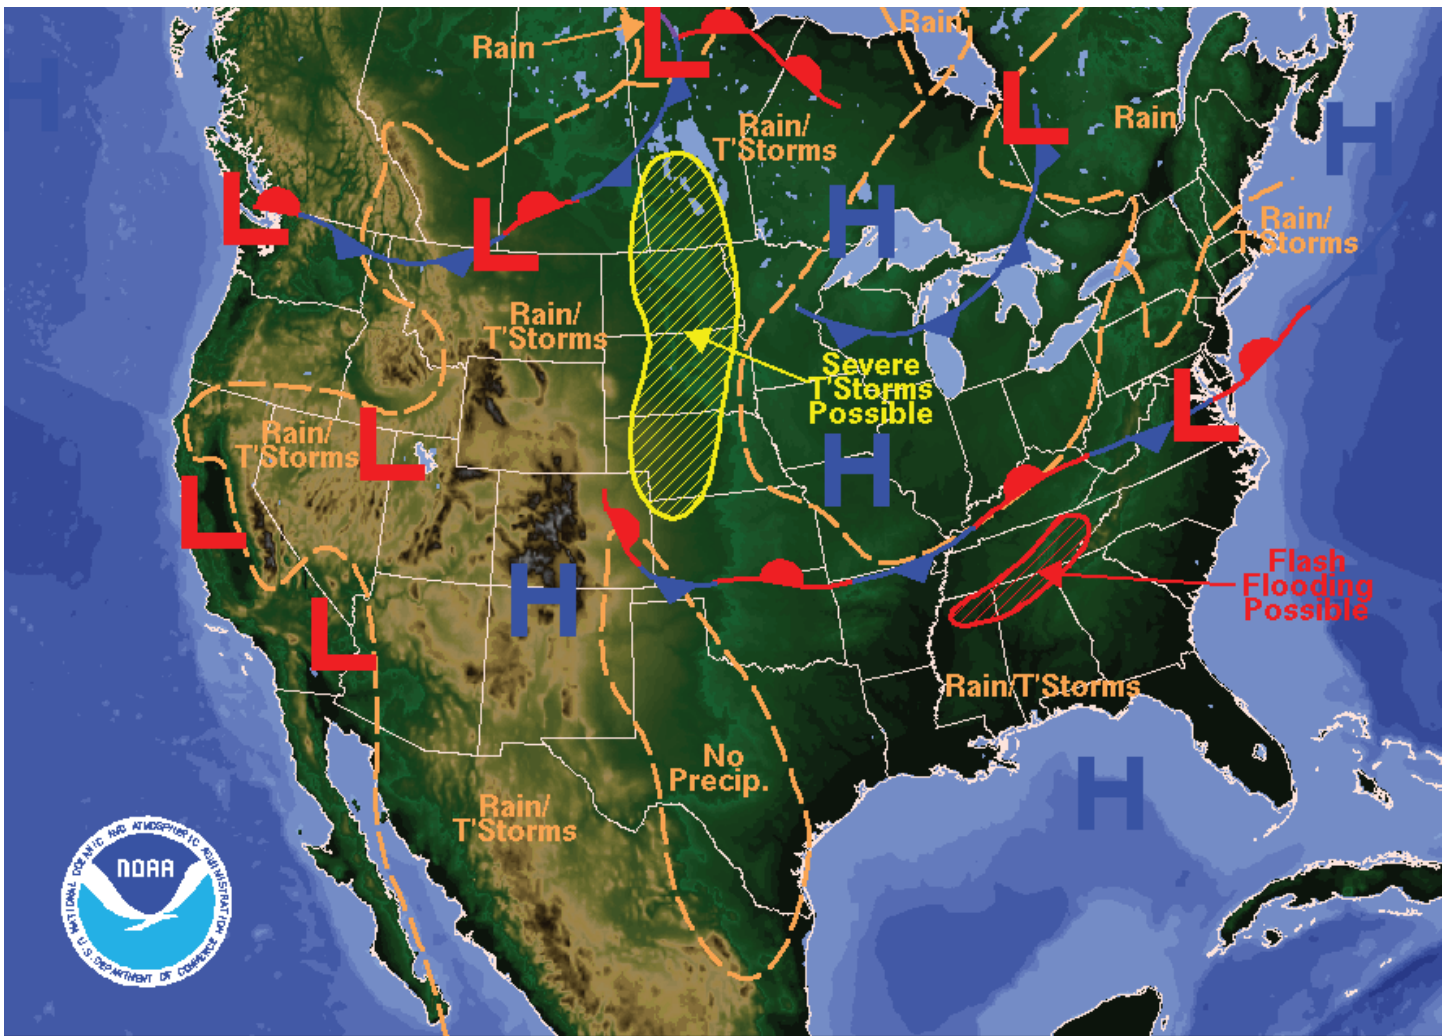 Rain
Rain
L
L
H
Rain
H
Rain/
T'Storms
L
H
L
Rain/
T'Storms
Rain/
T'Storms
Severe
T'Storms
Possible
L
L
Rain/
T'Storms
H
L
Flash
Flooding
Possible
H
L
Rain/T'Storms
No
Precip.
H
Rain/
T'Storms
NATIONAL OCEANIC AND ATMOSPHERIC ADMINISTRATION
NOAA
U.S. DEPARTMENT OF COMMERCE
H